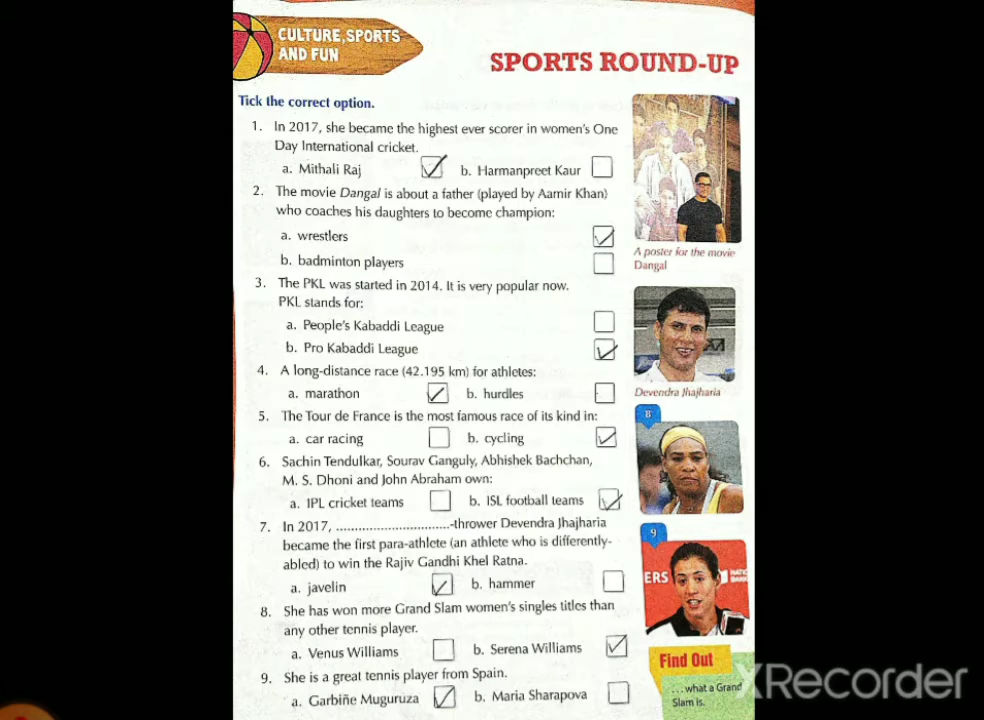 CULTURE, SPORTS
AND FUN
SPORTS ROUND-UP
Tick the correct option.
1. In 2017, she became the highest ever scorer in women's One
Day International cricket.
a. Mithali Raj b. Harmanpreet Kaur
2. The movie Dangal is about a father (played by Aamir Khan)
who coaches his daughters to become champion:
a. wrestlers
b. badminton players
A poster for the movie
Dangal
3. The PKL was started in 2014. It is very popular now.
PKL stands for:
a. People's Kabaddi League
b. Pro Kabaddi League
4. A long-distance race (42.195 km) for athletes:
a. marathon b. hurdles
Devendra Jhajharia
5. The Tour de France is the most famous race of its kind in:
a. car racing b. cycling
8
6. Sachin Tendulkar, Sourav Ganguly, Abhishek Bachchan,
M. S. Dhoni and John Abraham own:
a. IPL cricket teams b. ISL football teams
7. In 2017, ..............................-thrower Devendra Jhajharia
became the first para-athlete (an athlete who is differently-
abled) to win the Rajiv Gandhi Khel Ratna.
a. javelin b. hammer
9
ERS
8. She has won more Grand Slam women's singles titles than
any other tennis player.
a. Venus Williams b. Serena Williams
9. She is a great tennis player from Spain.
a. Garbiñe Muguruza b. Maria Sharapova
Find Out
...what a Grand
Slam is.
XRecorder